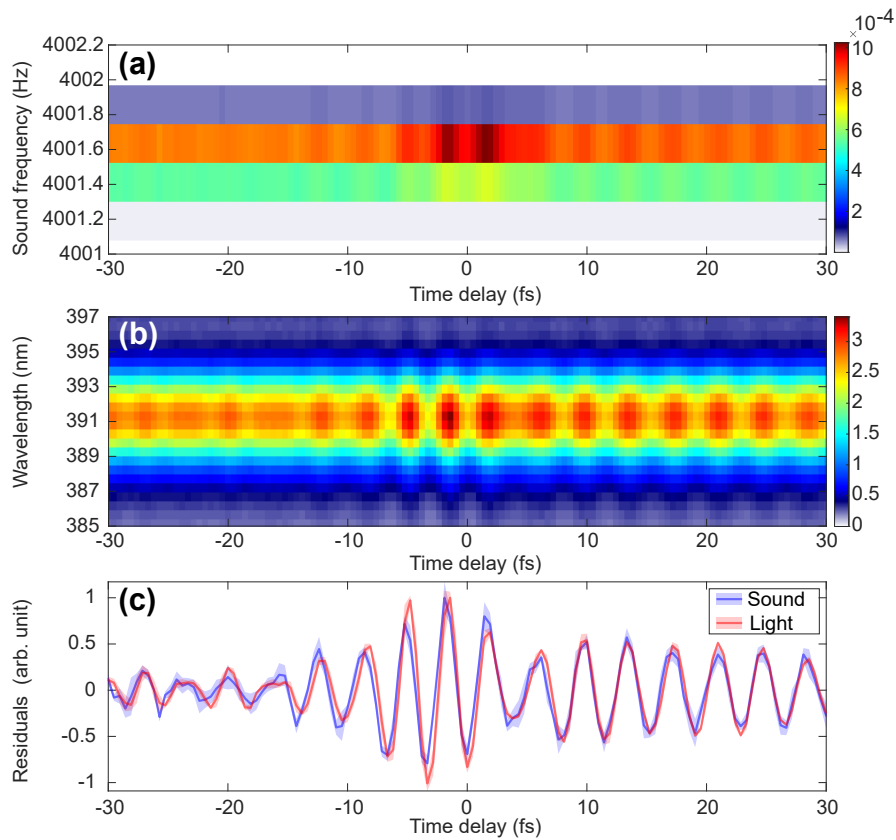 ×10⁻⁴
(a)
Sound frequency (Hz)
4002.2
4002
4001.8
4001.6
4001.4
4001.2
4001
10
8
6
4
2
-30 -20 -10 0 10 20 30
Time delay (fs)
(b)
Wavelength (nm)
397
395
393
391
389
387
385
3
2.5
2
1.5
1
0.5
0
-30 -20 -10 0 10 20 30
Time delay (fs)
(c)
Residuals (arb. unit)
1
0.5
0
-0.5
-1
Sound
Light
-30 -20 -10 0 10 20 30
Time delay (fs)